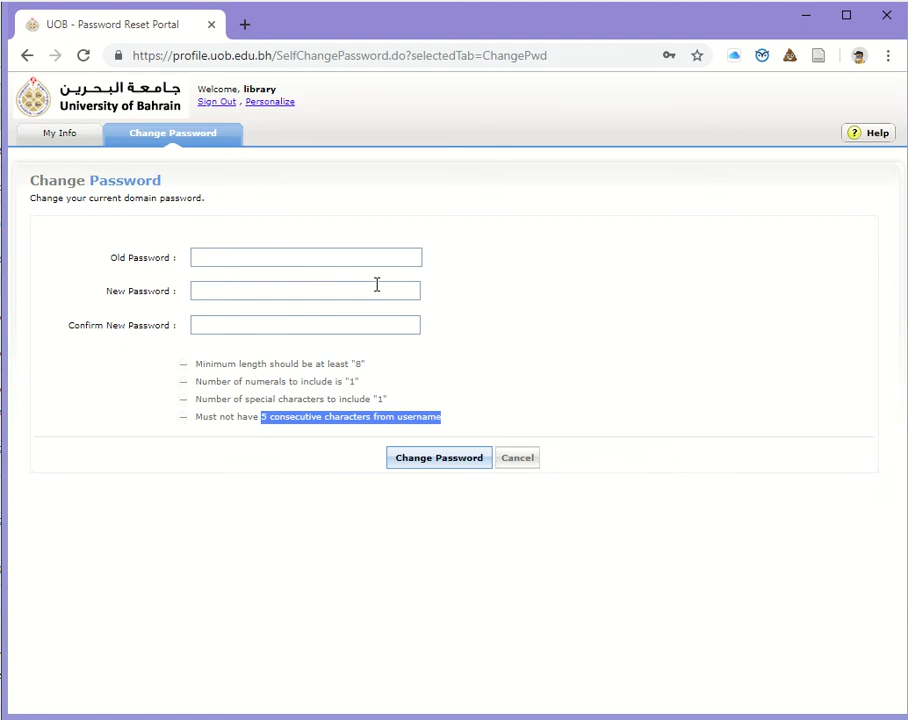 UOB - Password Reset Portal
https://profile.uob.edu.bh/SelfChangePassword.do?selectedTab=ChangePwd
جامعة البحرين
University of Bahrain
Welcome, library
Sign Out , Personalize
My Info
Change Password
? Help
Change Password
Change your current domain password.
Old Password :
New Password :
Confirm New Password :
— Minimum length should be at least "8"
— Number of numerals to include is "1"
— Number of special characters to include "1"
— Must not have 5 consecutive characters from username
Change Password
Cancel